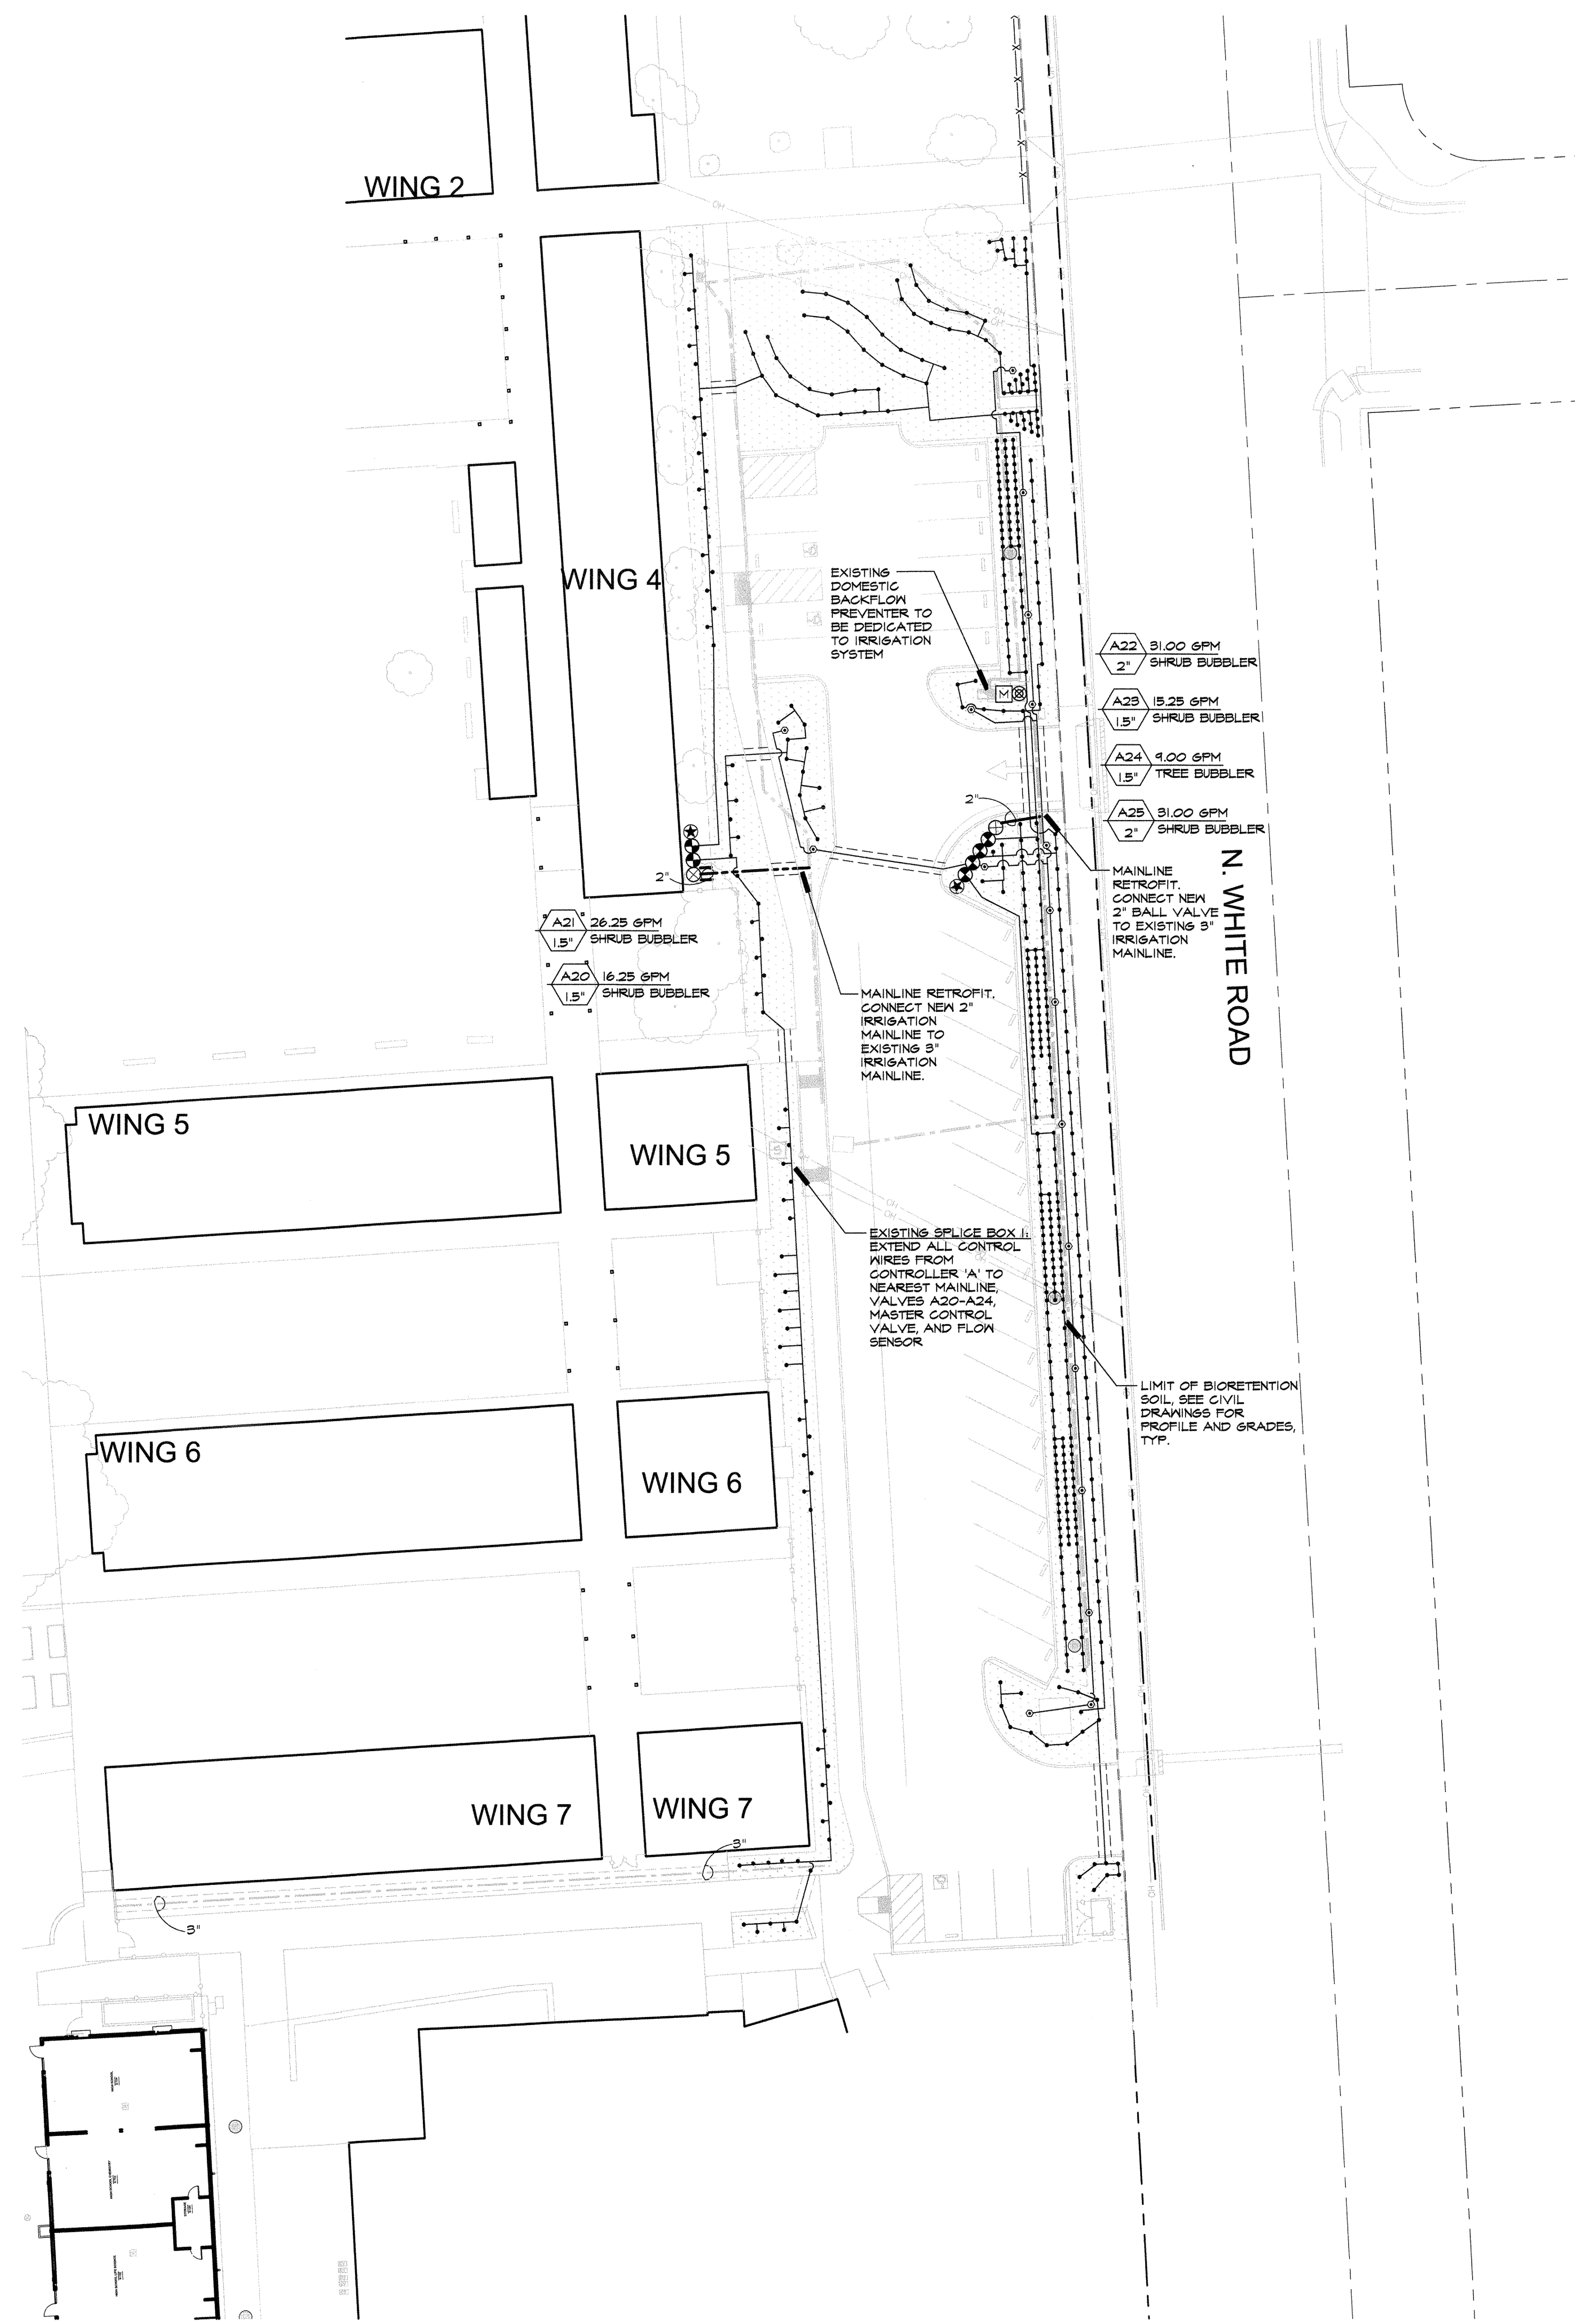 WING 2
WING 4
EXISTING
DOMESTIC
BACKFLOW
PREVENTER TO
BE DEDICATED
TO IRRIGATION
SYSTEM
M
A22 31.00 GPM
2" SHRUB BUBBLER
A23 15.25 GPM
1.5" SHRUB BUBBLER
A24 9.00 GPM
1.5" TREE BUBBLER
A25 31.00 GPM
2" SHRUB BUBBLER
2"
2"
MAINLINE
RETROFIT.
CONNECT NEW
2" BALL VALVE
TO EXISTING 3"
IRRIGATION
MAINLINE.
N. WHITE ROAD
A21 26.25 GPM
1.5" SHRUB BUBBLER
A20 16.25 GPM
1.5" SHRUB BUBBLER
MAINLINE RETROFIT.
CONNECT NEW 2"
IRRIGATION
MAINLINE TO
EXISTING 3"
IRRIGATION
MAINLINE.
WING 5
WING 5
S
OH
OH
EXISTING SPLICE BOX 1:
EXTEND ALL CONTROL
WIRES FROM
CONTROLLER 'A' TO
NEAREST MAINLINE,
VALVES A20-A24,
MASTER CONTROL
VALVE, AND FLOW
SENSOR
LIMIT OF BIORETENTION
SOIL, SEE CIVIL
DRAWINGS FOR
PROFILE AND GRADES,
TYP.
WING 6
WING 6
WING 7
WING 7
3"
3"